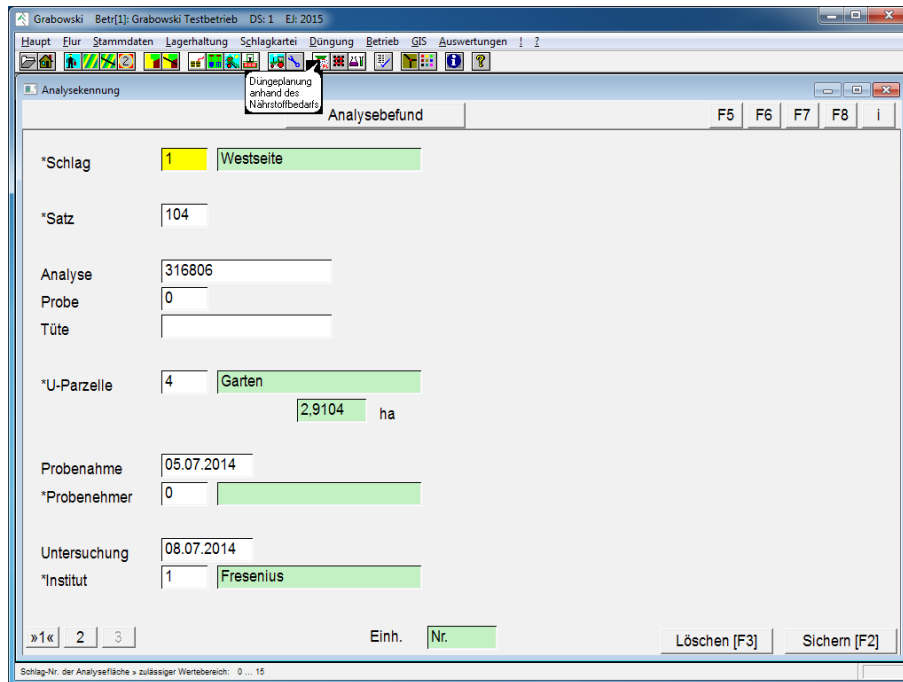 Grabowski Betr[1]: Grabowski Testbetrieb DS: 1 EJ: 2015
Haupt Flur Stammdaten Lagerhaltung Schlagkartei Düngung Betrieb GIS Auswertungen ! ?
Düngeplanung
anhand des
Nährstoffbedarfs
Analysekennung
Analysebefund F5 F6 F7 F8 i
*Schlag 1 Westseite
*Satz 104
Analyse 316806
Probe 0
Tüte
*U-Parzelle 4 Garten
2,9104 ha
Probenahme 05.07.2014
*Probenehmer 0
Untersuchung 08.07.2014
*Institut 1 Fresenius
»1« 2 3 Einh. Nr. Löschen [F3] Sichern [F2]
Schlag-Nr. der Analysefläche » zulässiger Wertebereich: 0 ... 15